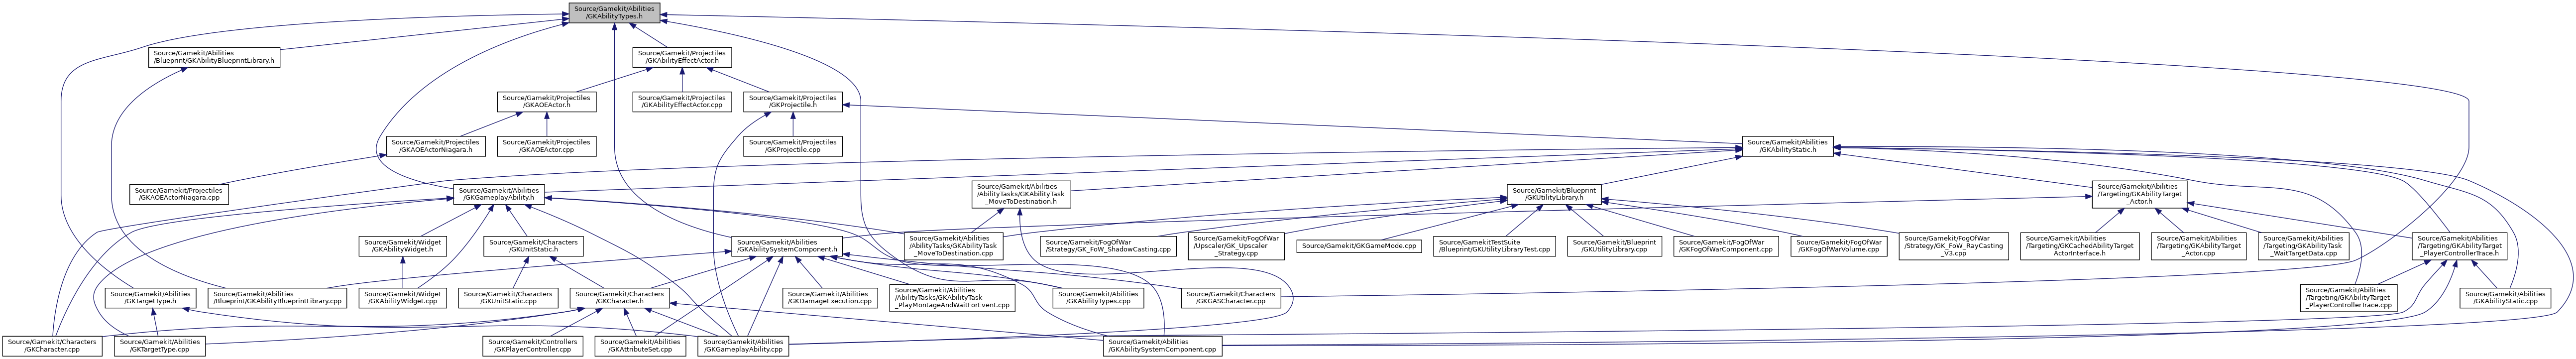 Source/Gamekit/Abilities
/GKAbilityTypes.h
Source/Gamekit/Abilities
/Blueprint/GKAbilityBlueprintLibrary.h
Source/Gamekit/Projectiles
/GKAbilityEffectActor.h
Source/Gamekit/Projectiles
/GKAOEActor.h
Source/Gamekit/Projectiles
/GKAbilityEffectActor.cpp
Source/Gamekit/Projectiles
/GKProjectile.h
Source/Gamekit/Projectiles
/GKAOEActorNiagara.h
Source/Gamekit/Projectiles
/GKAOEActor.cpp
Source/Gamekit/Projectiles
/GKProjectile.cpp
Source/Gamekit/Abilities
/GKAbilityStatic.h
Source/Gamekit/Projectiles
/GKAOEActorNiagara.cpp
Source/Gamekit/Abilities
/GKGameplayAbility.h
Source/Gamekit/Abilities
/AbilityTasks/GKAbilityTask
_MoveToDestination.h
Source/Gamekit/Blueprint
/GKUtilityLibrary.h
Source/Gamekit/Abilities
/Targeting/GKAbilityTarget
_Actor.h
Source/Gamekit/Widget
/GKAbilityWidget.h
Source/Gamekit/Characters
/GKUnitStatic.h
Source/Gamekit/Abilities
/GKAbilitySystemComponent.h
Source/Gamekit/Abilities
/AbilityTasks/GKAbilityTask
_MoveToDestination.cpp
Source/Gamekit/FogOfWar
/Strategy/GK_FoW_ShadowCasting.cpp
Source/Gamekit/FogOfWar
/Upscaler/GK_Upscaler
_Strategy.cpp
Source/Gamekit/GKGameMode.cpp
Source/GamekitTestSuite
/Blueprint/GKUtilityLibraryTest.cpp
Source/Gamekit/Blueprint
/GKUtilityLibrary.cpp
Source/Gamekit/FogOfWar
/GKFogOfWarComponent.cpp
Source/Gamekit/FogOfWar
/GKFogOfWarVolume.cpp
Source/Gamekit/FogOfWar
/Strategy/GK_FoW_RayCasting
_V3.cpp
Source/Gamekit/Abilities
/Targeting/GKCachedAbilityTarget
ActorInterface.h
Source/Gamekit/Abilities
/Targeting/GKAbilityTarget
_Actor.cpp
Source/Gamekit/Abilities
/Targeting/GKAbilityTask
_WaitTargetData.cpp
Source/Gamekit/Abilities
/Targeting/GKAbilityTarget
_PlayerControllerTrace.h
Source/Gamekit/Abilities
/GKTargetType.h
Source/Gamekit/Abilities
/Blueprint/GKAbilityBlueprintLibrary.cpp
Source/Gamekit/Widget
/GKAbilityWidget.cpp
Source/Gamekit/Characters
/GKUnitStatic.cpp
Source/Gamekit/Characters
/GKCharacter.h
Source/Gamekit/Abilities
/GKDamageExecution.cpp
Source/Gamekit/Abilities
/AbilityTasks/GKAbilityTask
_PlayMontageAndWaitForEvent.cpp
Source/Gamekit/Abilities
/GKAbilityTypes.cpp
Source/Gamekit/Characters
/GKGASCharacter.cpp
Source/Gamekit/Abilities
/Targeting/GKAbilityTarget
_PlayerControllerTrace.cpp
Source/Gamekit/Abilities
/GKAbilityStatic.cpp
Source/Gamekit/Characters
/GKCharacter.cpp
Source/Gamekit/Abilities
/GKTargetType.cpp
Source/Gamekit/Controllers
/GKPlayerController.cpp
Source/Gamekit/Abilities
/GKAttributeSet.cpp
Source/Gamekit/Abilities
/GKGameplayAbility.cpp
Source/Gamekit/Abilities
/GKAbilitySystemComponent.cpp